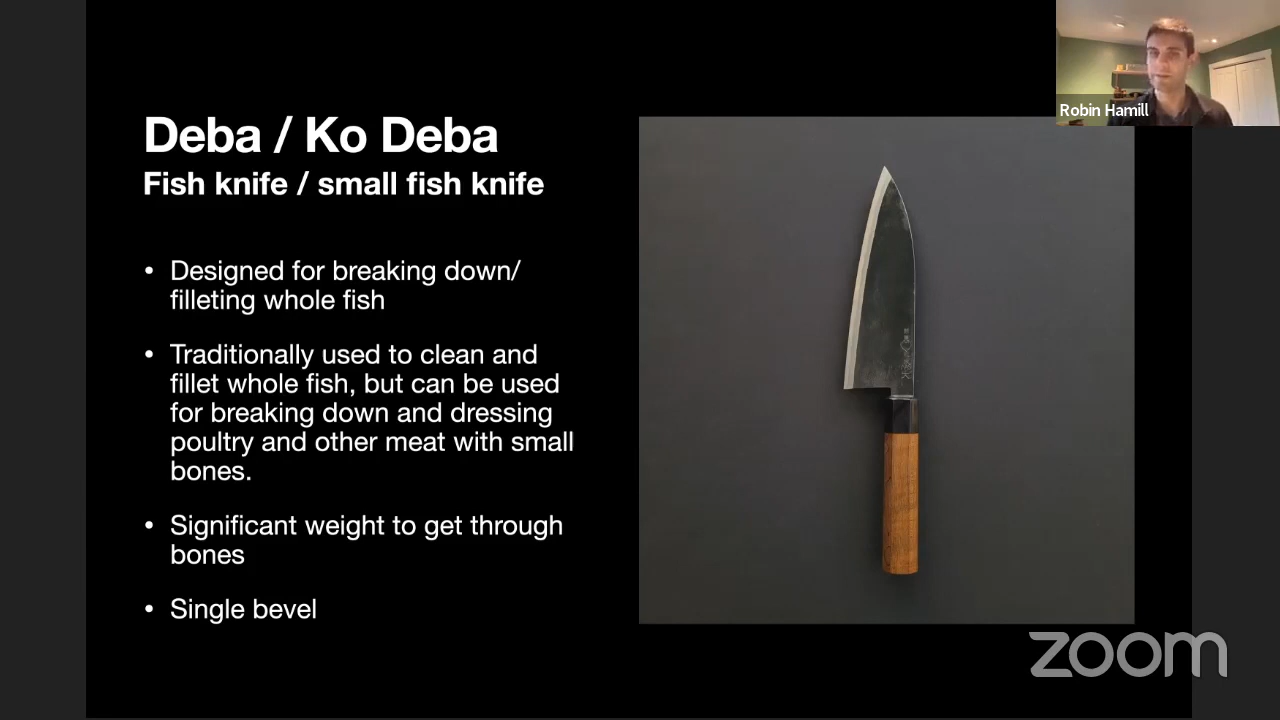 Robin Hamill
Deba / Ko Deba
Fish knife / small fish knife
• Designed for breaking down/
filleting whole fish
• Traditionally used to clean and
fillet whole fish, but can be used
for breaking down and dressing
poultry and other meat with small
bones.
• Significant weight to get through
bones
• Single bevel
zoom